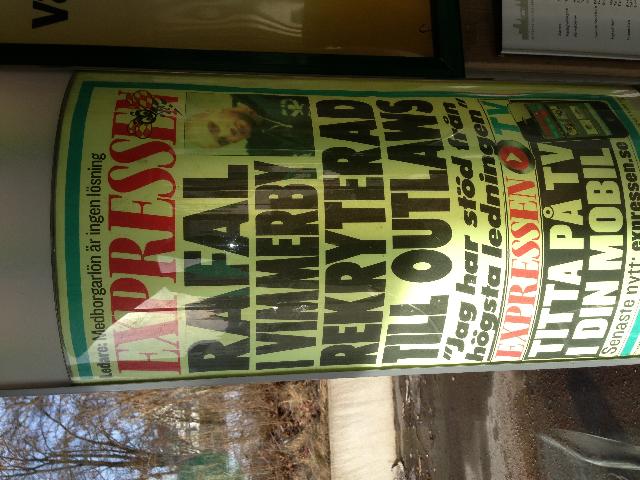 Ledare: Medborgarlön är ingen lösning
EXPRESSEN
RAFAEL
I VIMMERBY
REKRYTERAD
TILL OUTLAWS
"Jag har stöd från
högsta ledningen"
EXPRESSEN TV
TITTA PÅ TV
I DIN MOBIL
Senaste nytt: expressen.se